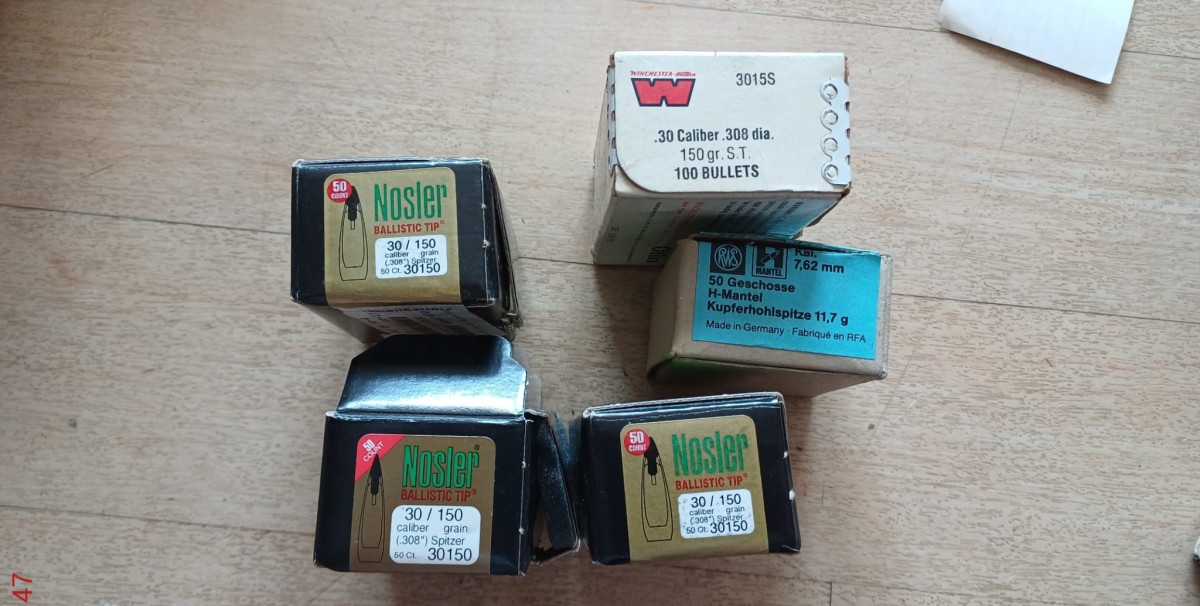 WINCHESTER-Western
W
3015S
.30 Caliber .308 dia.
150 gr. S.T.
100 BULLETS
50
COUNT
Nosler®
BALLISTIC TIP®
30 / 150
caliber grain
(.308") Spitzer
50 Ct. 30150
RWS
MANTEL
Kal.
7,62 mm
50 Geschosse
H-Mantel
Kupferhohlspitze 11,7 g
Made in Germany · Fabriqué en RFA
50
COUNT
Nosler®
BALLISTIC TIP®
30 / 150
caliber grain
(.308") Spitzer
50 Ct. 30150
50
COUNT
Nosler®
BALLISTIC TIP®
30 / 150
caliber grain
(.308") Spitzer
50 Ct. 30150
47